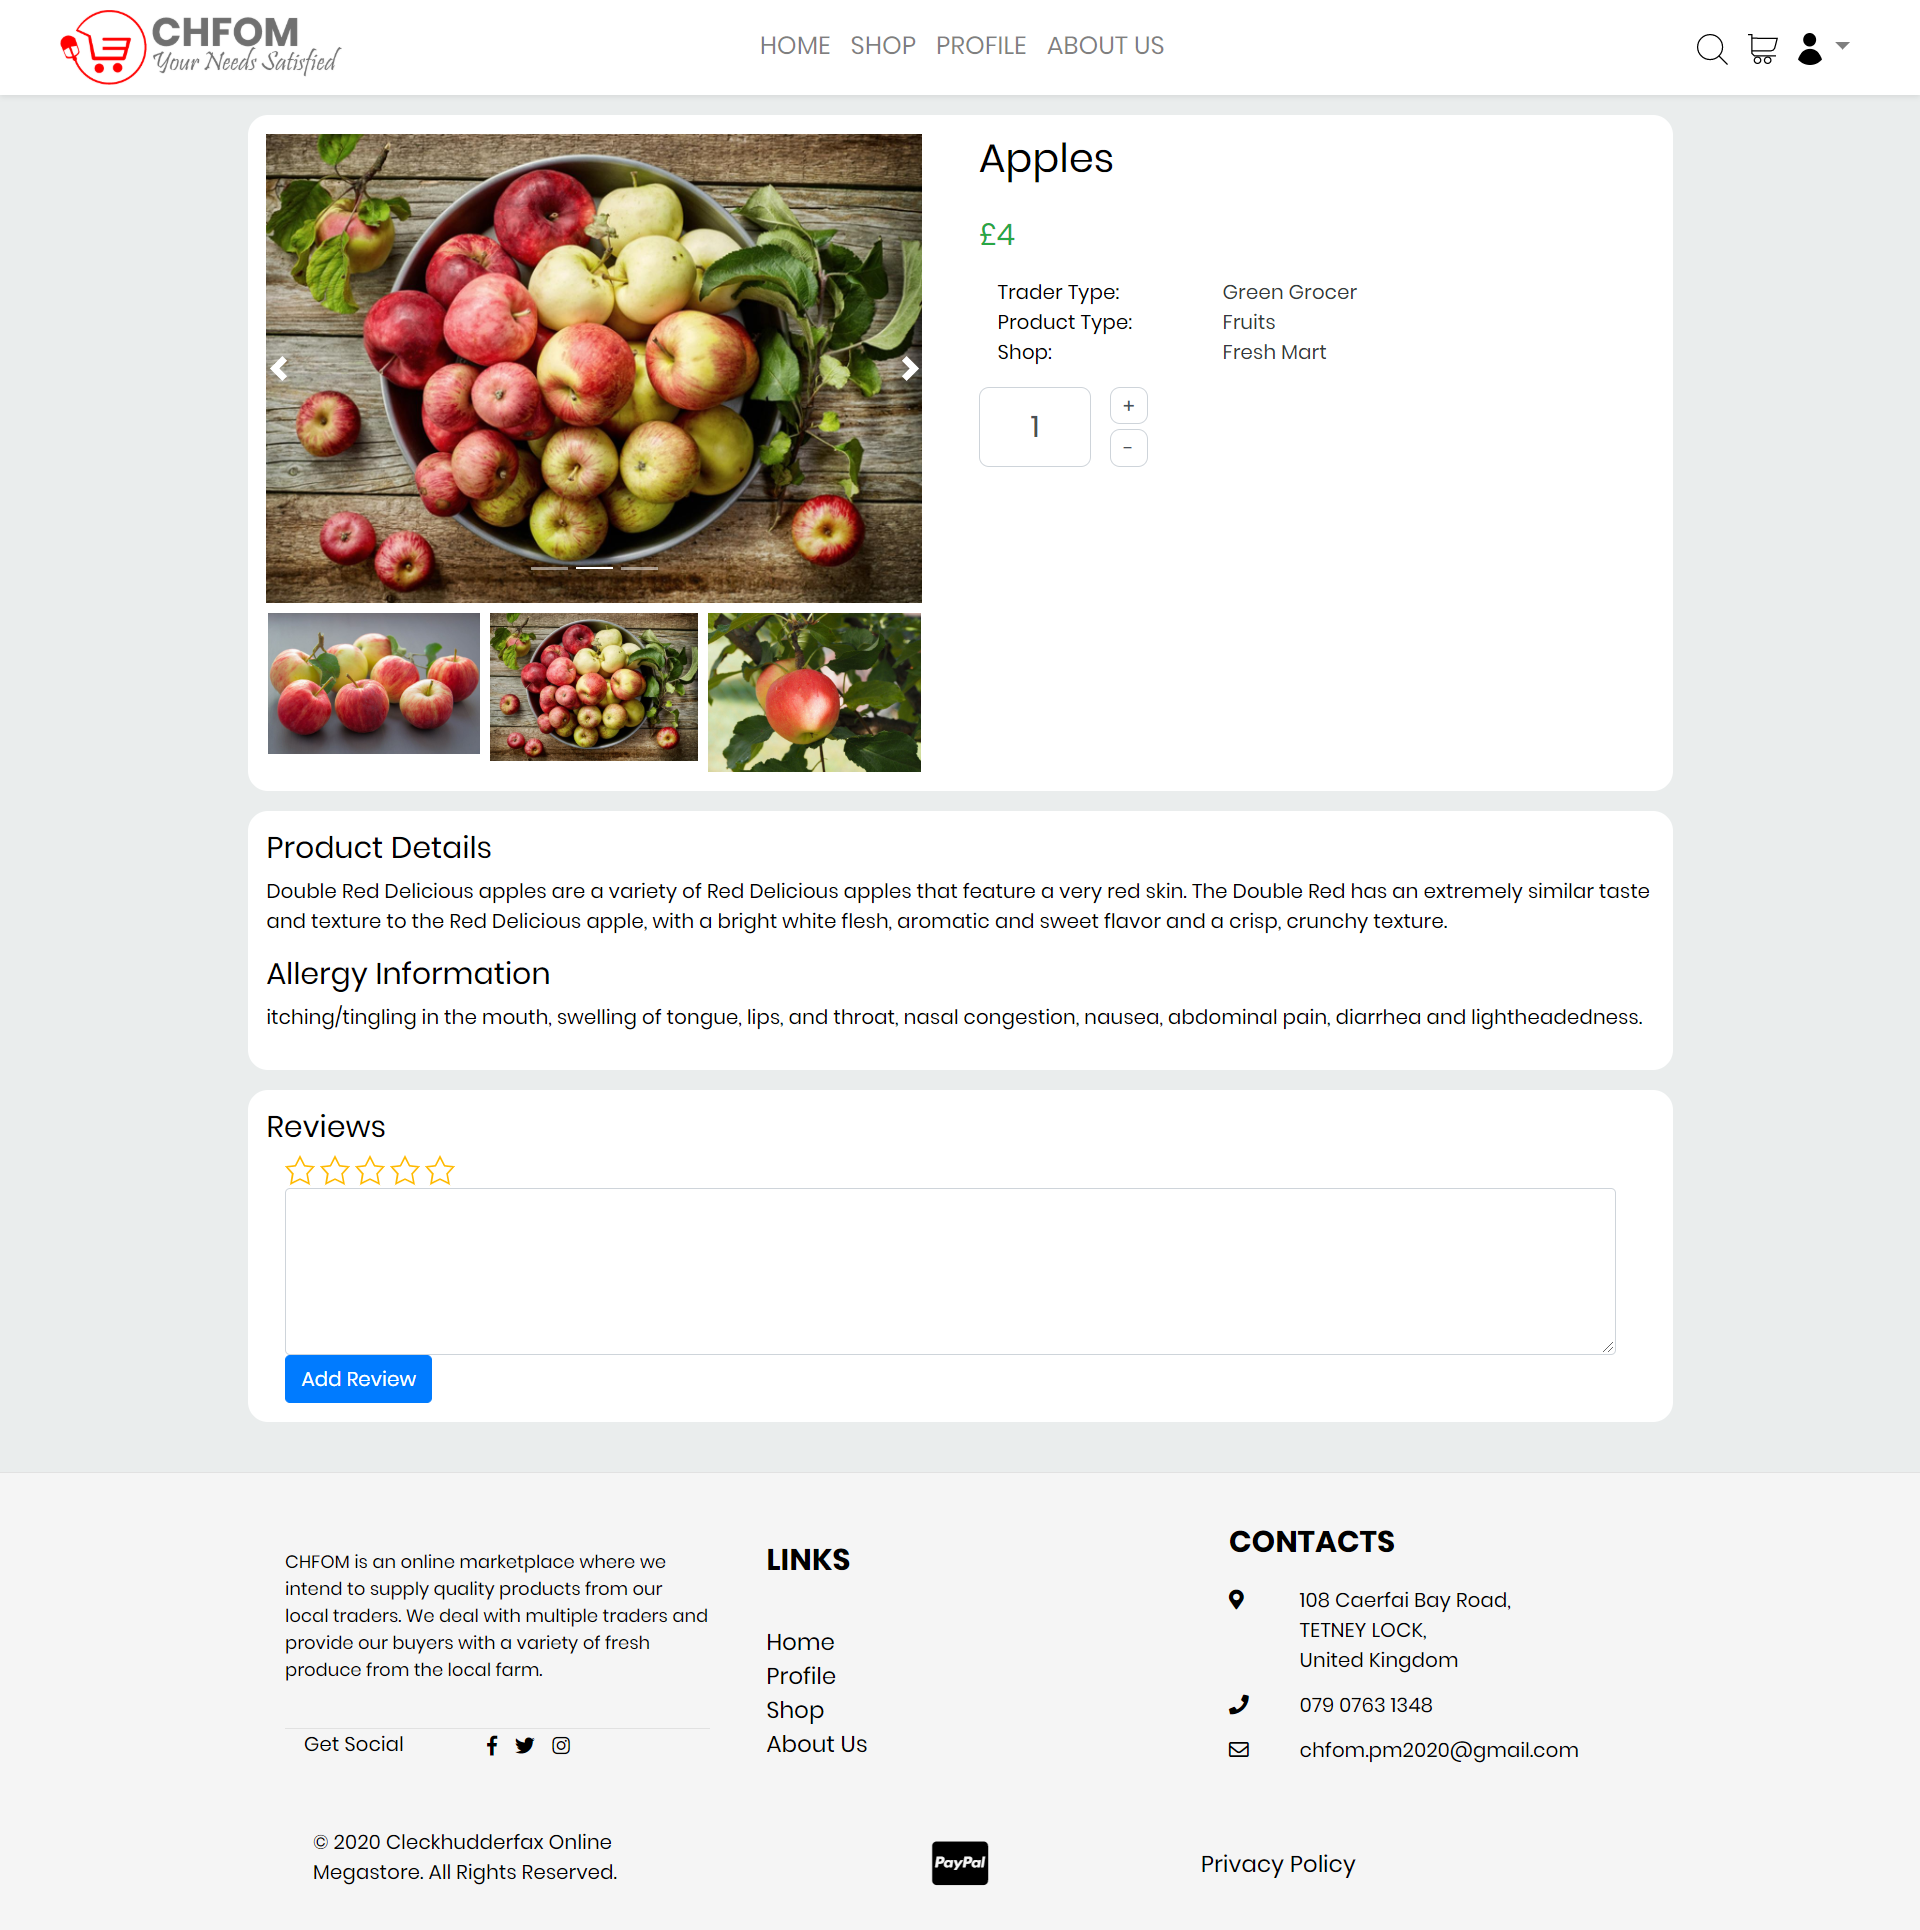 CHFOM
Your Needs Satisfied
HOME SHOP PROFILE ABOUT US
Apples
£4
Trader Type: Green Grocer
Product Type: Fruits
Shop: Fresh Mart
1
+
-
Product Details
Double Red Delicious apples are a variety of Red Delicious apples that feature a very red skin. The Double Red has an extremely similar taste
and texture to the Red Delicious apple, with a bright white flesh, aromatic and sweet flavor and a crisp, crunchy texture.
Allergy Information
itching/tingling in the mouth, swelling of tongue, lips, and throat, nasal congestion, nausea, abdominal pain, diarrhea and lightheadedness.
Reviews
Add Review
CHFOM is an online marketplace where we
intend to supply quality products from our
local traders. We deal with multiple traders and
provide our buyers with a variety of fresh
produce from the local farm.
Get Social
LINKS
Home
Profile
Shop
About Us
CONTACTS
108 Caerfai Bay Road,
TETNEY LOCK,
United Kingdom
079 0763 1348
chfom.pm2020@gmail.com
© 2020 Cleckhudderfax Online
Megastore. All Rights Reserved.
PayPal
Privacy Policy